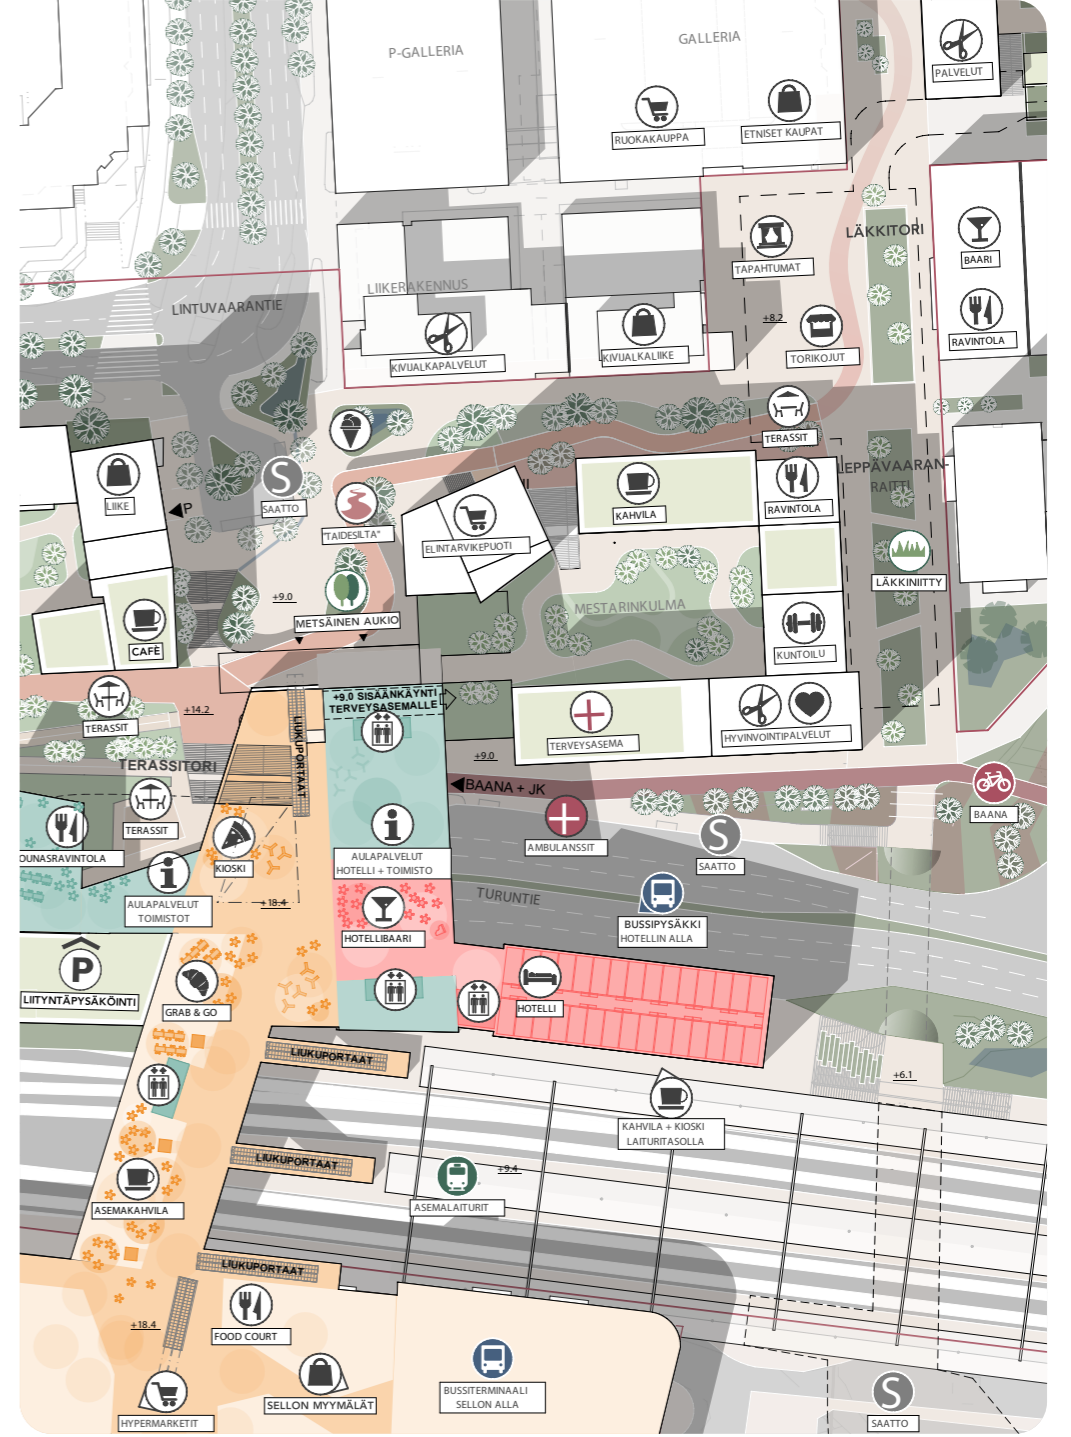 P-GALLERIA
GALLERIA
PALVELUT
RUOKAKAUPPA
ETNISET KAUPAT
LÄKKITORI
BAARI
TAPAHTUMAT
LIIKERAKENNUS
LINTUVAARANTIE
+8.2
RAVINTOLA
KIVIJALKAPALVELUT
KIVIJALKALIIKE
TORIKOJUT
TERASSIT
LEPPÄVAARAN-
RAITTI
LIIKE
P
S
SAATTO
"TAIDESILTA"
KAHVILA
RAVINTOLA
ELINTARVIKEPUOTI
LÄKKINIITTY
+9.0
METSÄINEN AUKIO
MESTARINKULMA
CAFÈ
KUNTOILU
+9.0 SISÄÄNKÄYNTI
TERVEYSASEMALLE
TERASSIT
+14.2
LIUKUPORTAAT
TERVEYSASEMA
HYVINVOINTIPALVELUT
+9.0
TERASSITORI
BAANA + JK
BAANA
TERASSIT
S
SAATTO
AMBULANSSIT
OUNASRAVINTOLA
KIOSKI
AULAPALVELUT
HOTELLI + TOIMISTO
AULAPALVELUT
TOIMISTOT
+18.4
TURUNTIE
BUSSIPYSÄKKI
HOTELLIN ALLA
HOTELLIBAARI
P
LIITYNTÄPYSÄKÖINTI
GRAB & GO
HOTELLI
LIUKUPORTAAT
+6.1
KAHVILA + KIOSKI
LAITURITASOLLA
LIUKUPORTAAT
+9.4
ASEMALAITURIT
ASEMAKAHVILA
LIUKUPORTAAT
+18.4
FOOD COURT
SELLON MYYMÄLÄT
BUSSITERMINAALI
SELLON ALLA
HYPERMARKETIT
S
SAATTO